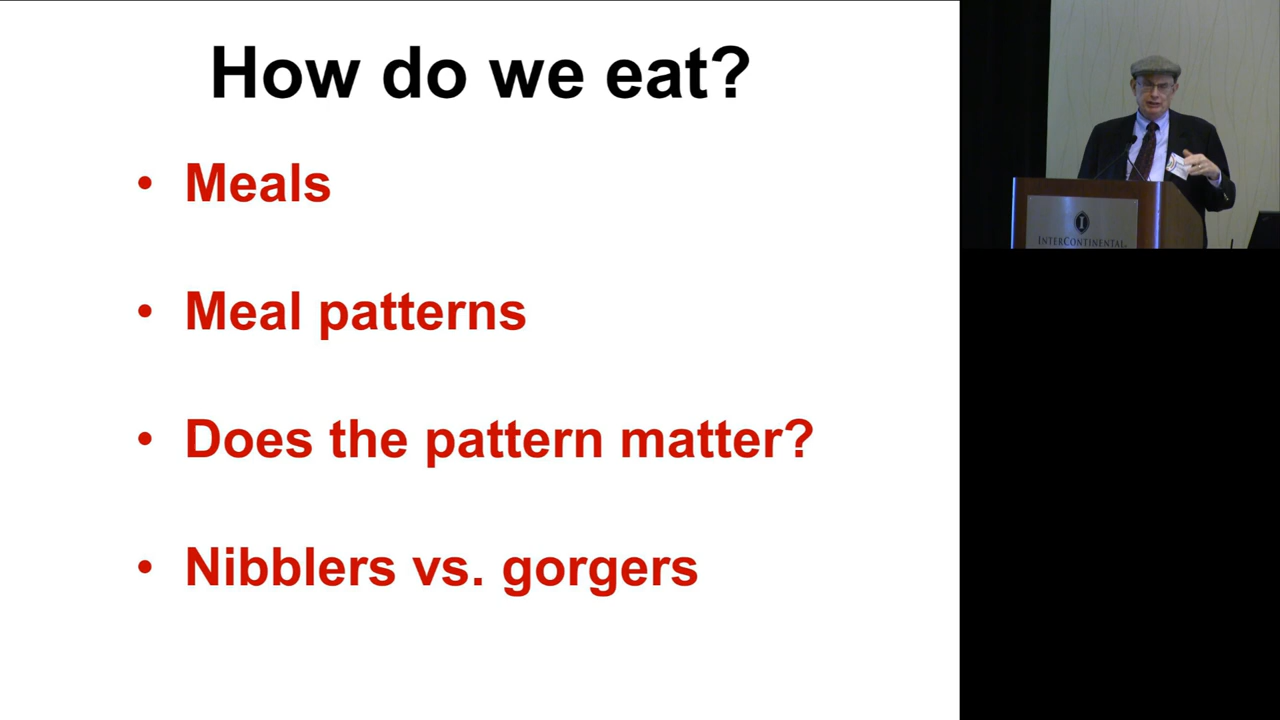 How do we eat?
• Meals
• Meal patterns
• Does the pattern matter?
• Nibblers vs. gorgers
I
INTERCONTINENTAL